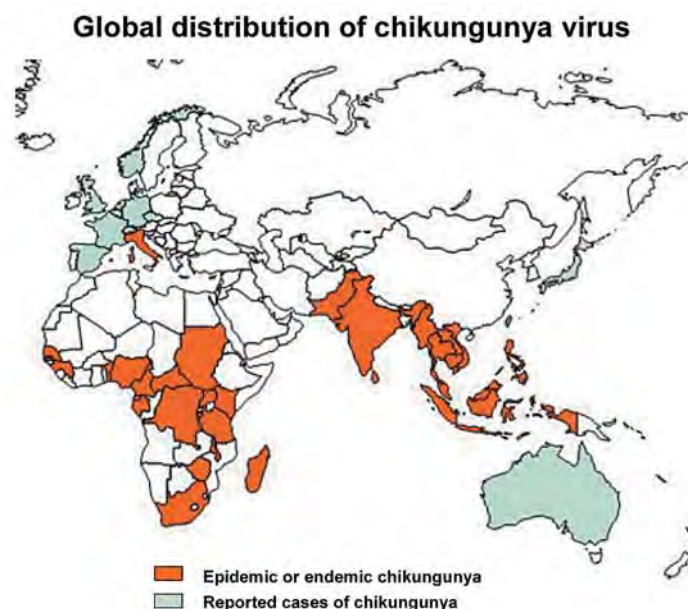 Global distribution of chikungunya virus
Epidemic or endemic chikungunya
Reported cases of chikungunya